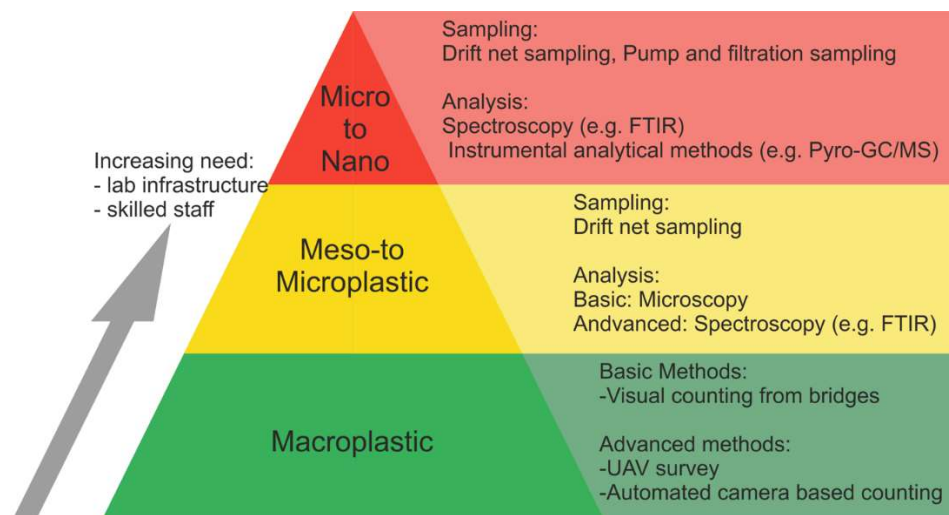 Sampling:
Drift net sampling, Pump and filtration sampling
Analysis:
Spectroscopy (e.g. FTIR)
Instrumental analytical methods (e.g. Pyro-GC/MS)
Micro
to
Nano
Increasing need:
- lab infrastructure
- skilled staff
Sampling:
Drift net sampling
Analysis:
Basic: Microscopy
Andvanced: Spectroscopy (e.g. FTIR)
Meso-to
Microplastic
Basic Methods:
-Visual counting from bridges
Advanced methods:
-UAV survey
-Automated camera based counting
Macroplastic